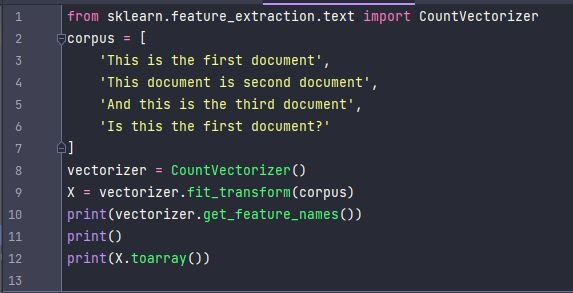 1 from sklearn.feature_extraction.text import CountVectorizer
2 corpus = [
3     'This is the first document',
4     'This document is second document',
5     'And this is the third document',
6     'Is this the first document?'
7 ]
8 vectorizer = CountVectorizer()
9 X = vectorizer.fit_transform(corpus)
10 print(vectorizer.get_feature_names())
11 print()
12 print(X.toarray())
13